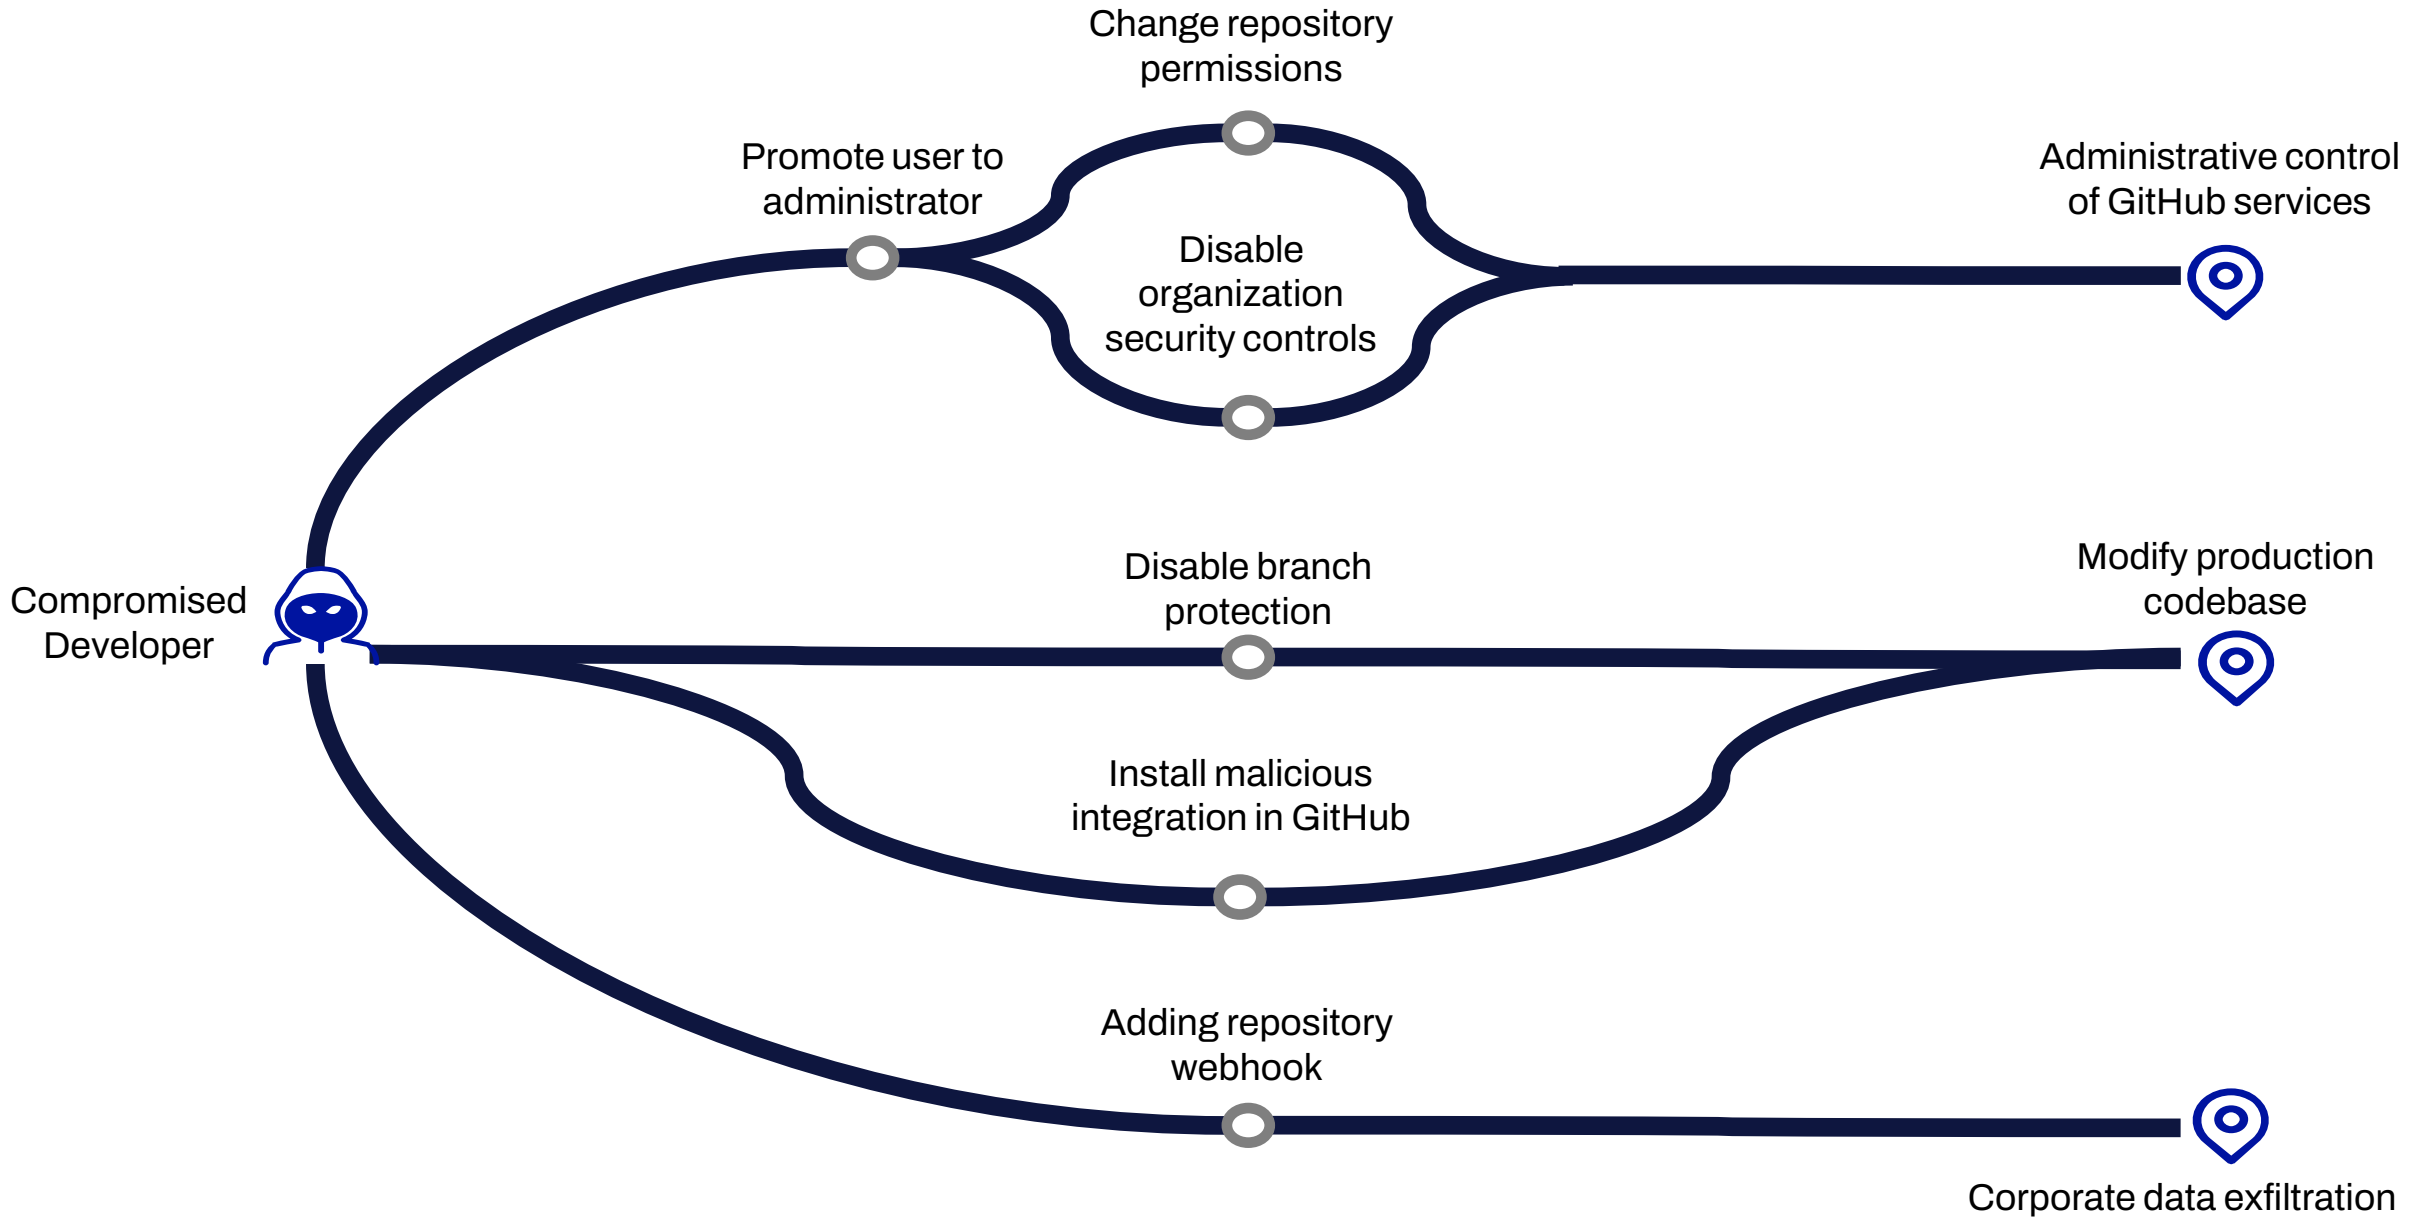 Change repository
permissions
Promote user to
administrator
Administrative control
of GitHub services
Disable
organization
security controls
Compromised
Developer
Disable branch
protection
Modify production
codebase
Install malicious
integration in GitHub
Adding repository
webhook
Corporate data exfiltration